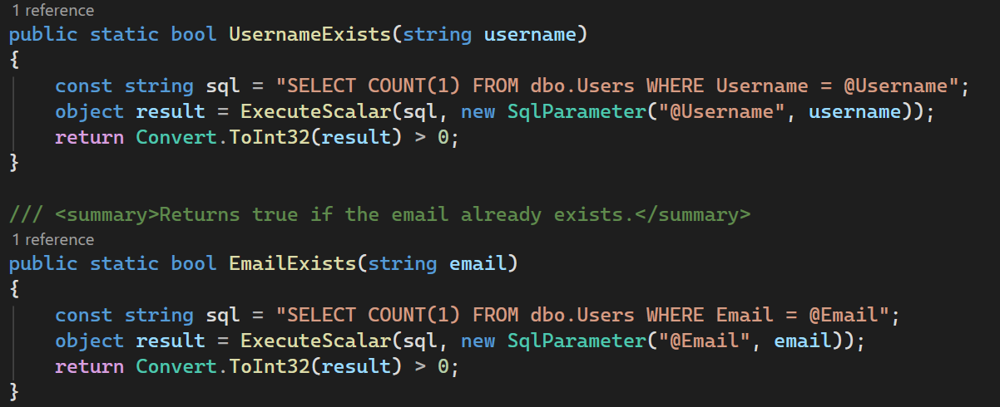 1 reference
public static bool UsernameExists(string username)
{
    const string sql = "SELECT COUNT(1) FROM dbo.Users WHERE Username = @Username";
    object result = ExecuteScalar(sql, new SqlParameter("@Username", username));
    return Convert.ToInt32(result) > 0;
}
/// <summary>Returns true if the email already exists.</summary>
1 reference
public static bool EmailExists(string email)
{
    const string sql = "SELECT COUNT(1) FROM dbo.Users WHERE Email = @Email";
    object result = ExecuteScalar(sql, new SqlParameter("@Email", email));
    return Convert.ToInt32(result) > 0;
}